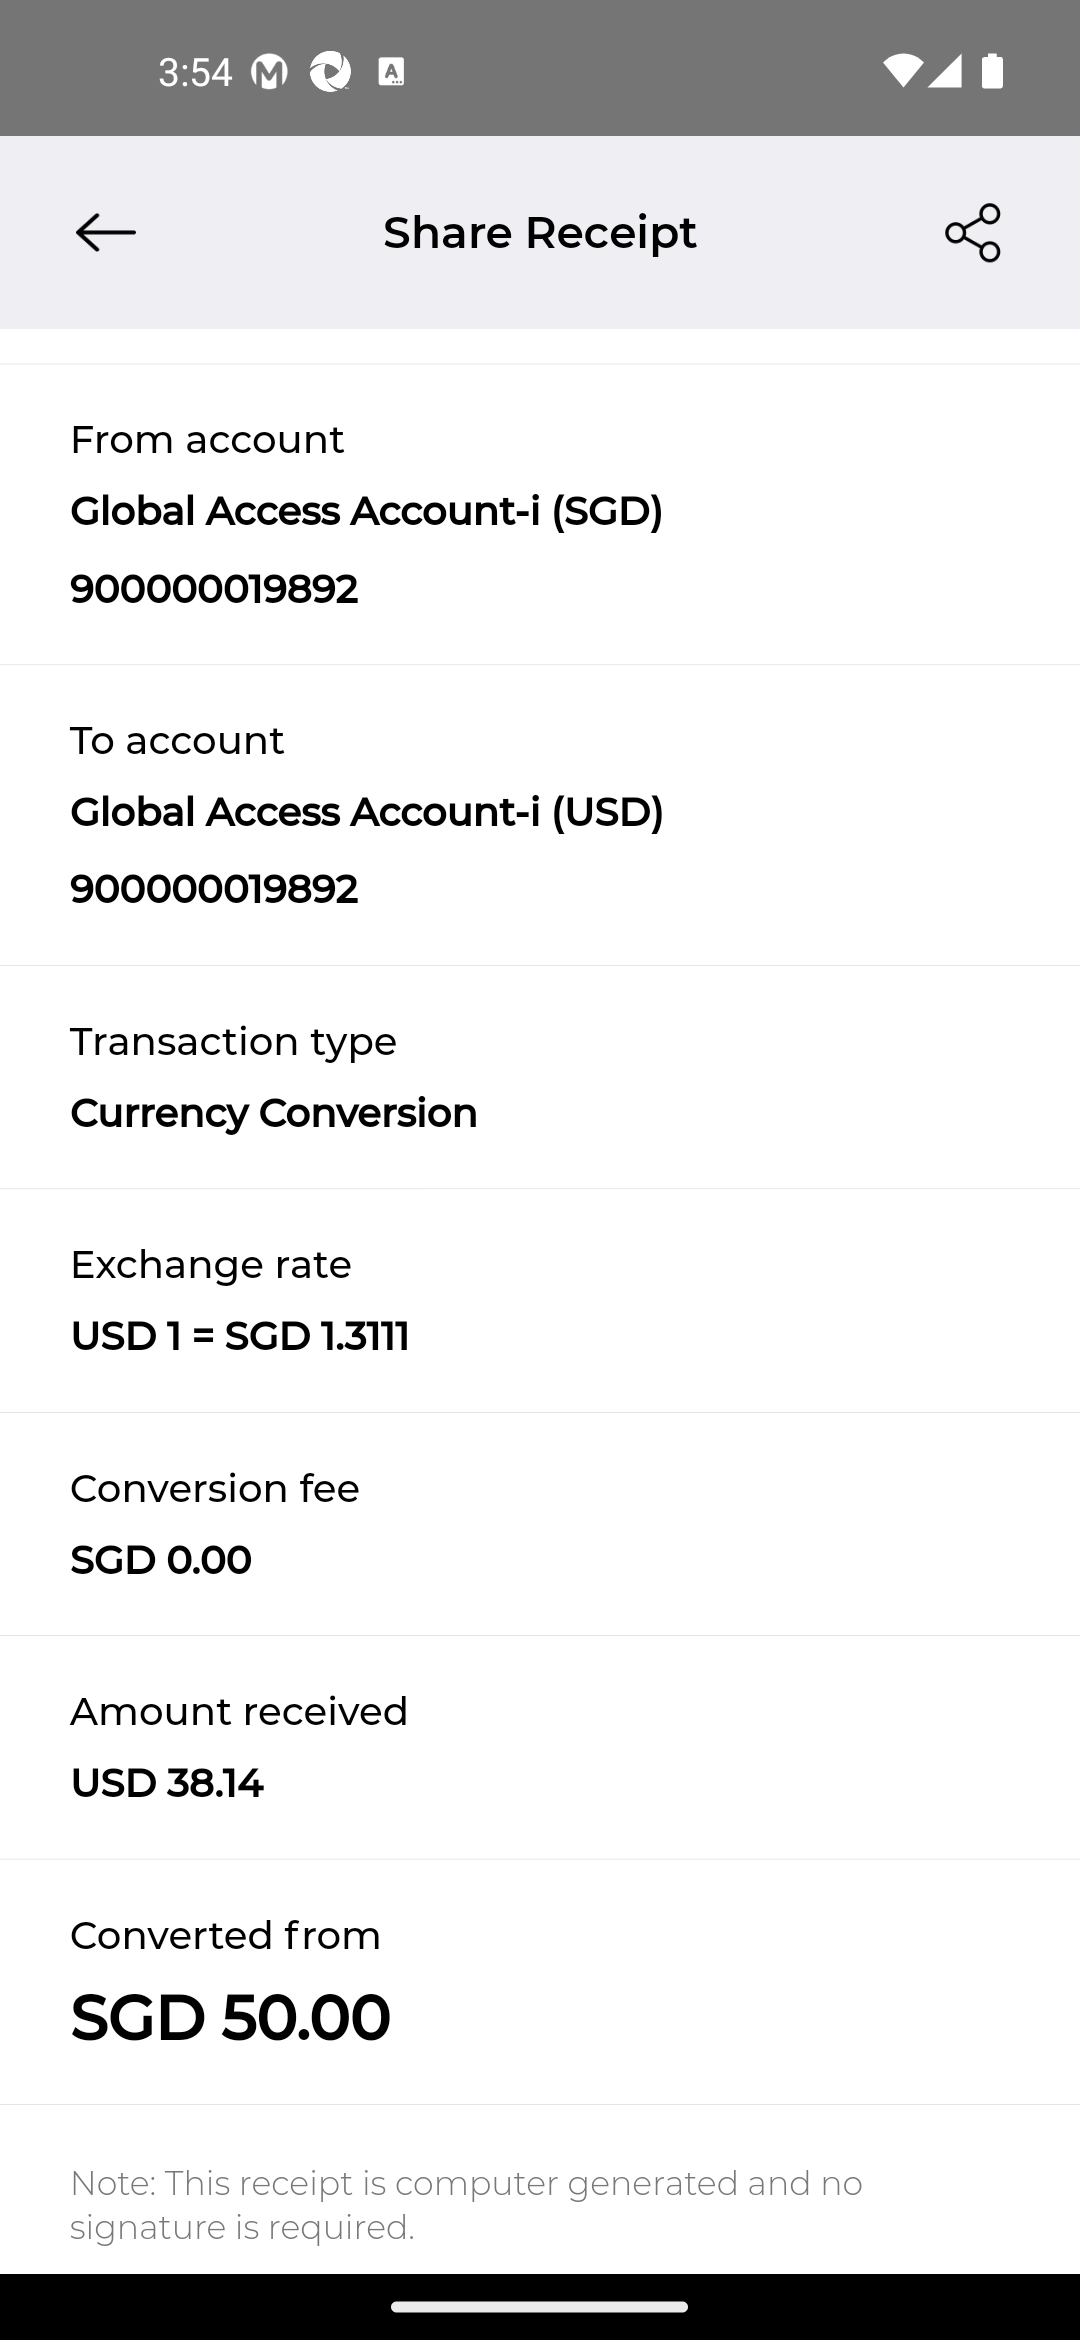 3:54
Share Receipt
From account
Global Access Account-i (SGD)
900000019892
To account
Global Access Account-i (USD)
900000019892
Transaction type
Currency Conversion
Exchange rate
USD 1 = SGD 1.3111
Conversion fee
SGD 0.00
Amount received
USD 38.14
Converted from
SGD 50.00
Note: This receipt is computer generated and no
signature is required.